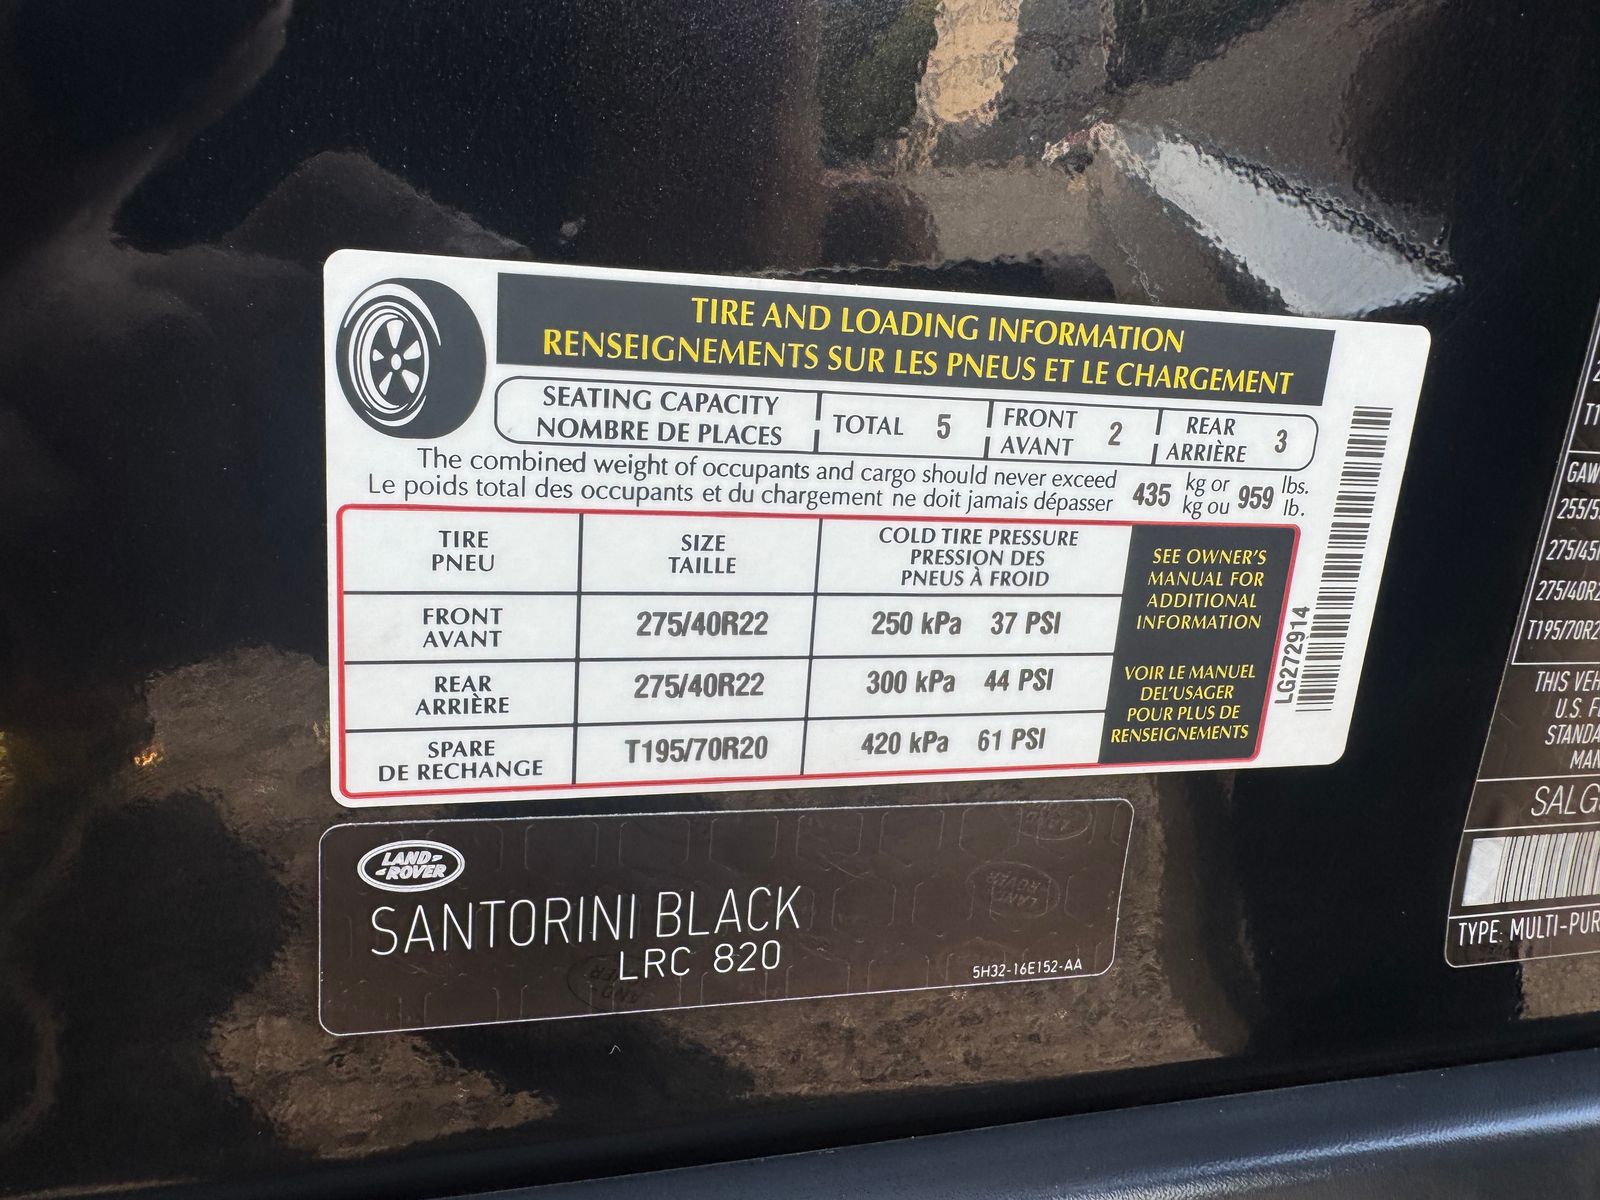 TIRE AND LOADING INFORMATION
RENSEIGNEMENTS SUR LES PNEUS ET LE CHARGEMENT
SEATING CAPACITY
NOMBRE DE PLACES
TOTAL 5
FRONT
AVANT
2
REAR
ARRIÈRE
3
The combined weight of occupants and cargo should never exceed
Le poids total des occupants et du chargement ne doit jamais dépasser
435 kg or 959 lbs.
kg ou lb.
TIRE
PNEU
SIZE
TAILLE
COLD TIRE PRESSURE
PRESSION DES
PNEUS À FROID
FRONT
AVANT
275/40R22
250 kPa 37 PSI
REAR
ARRIÈRE
275/40R22
300 kPa 44 PSI
SPARE
DE RECHANGE
T195/70R20
420 kPa 61 PSI
SEE OWNER'S
MANUAL FOR
ADDITIONAL
INFORMATION
VOIR LE MANUEL
DEL'USAGER
POUR PLUS DE
RENSEIGNEMENTS
LG272914
LAND-
-ROVER
SANTORINI BLACK
LRC 820
5H32-16E152-AA
GAW
255/5
275/45
275/40R2
T195/70R2
THIS VEH
U.S. F
STANDA
MAN
SALG
TYPE: MULTI-PUR